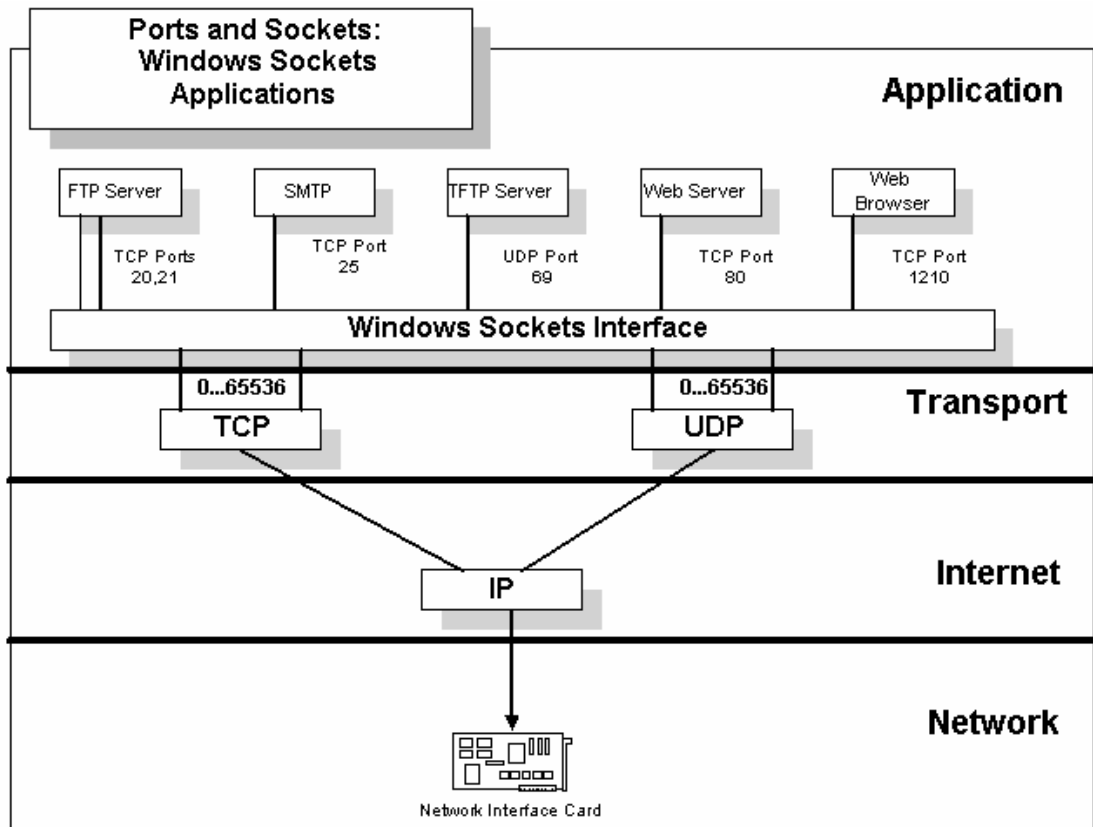 Ports and Sockets:
Windows Sockets
Applications
Application
FTP Server
SMTP
TFTP Server
Web Server
Web
Browser
TCP Ports
20,21
TCP Port
25
UDP Port
69
TCP Port
80
TCP Port
1210
Windows Sockets Interface
0...65536
0...65536
Transport
TCP
UDP
Internet
IP
Network
Network Interface Card